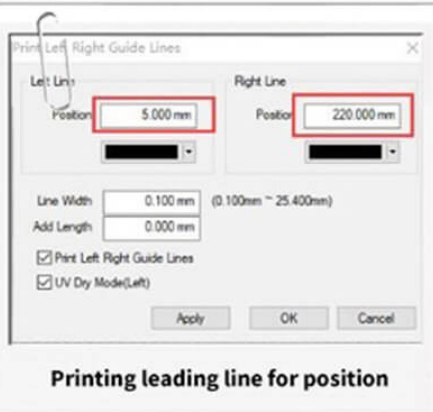 Print Left Right Guide Lines
Left Line
Position 5.000 mm
Right Line
Position 220.000 mm
Line Width 0.100 mm (0.100mm ~ 25.400mm)
Add Length 0.000 mm
Print Left Right Guide Lines
UV Dry Mode(Left)
Apply OK Cancel
Printing leading line for position